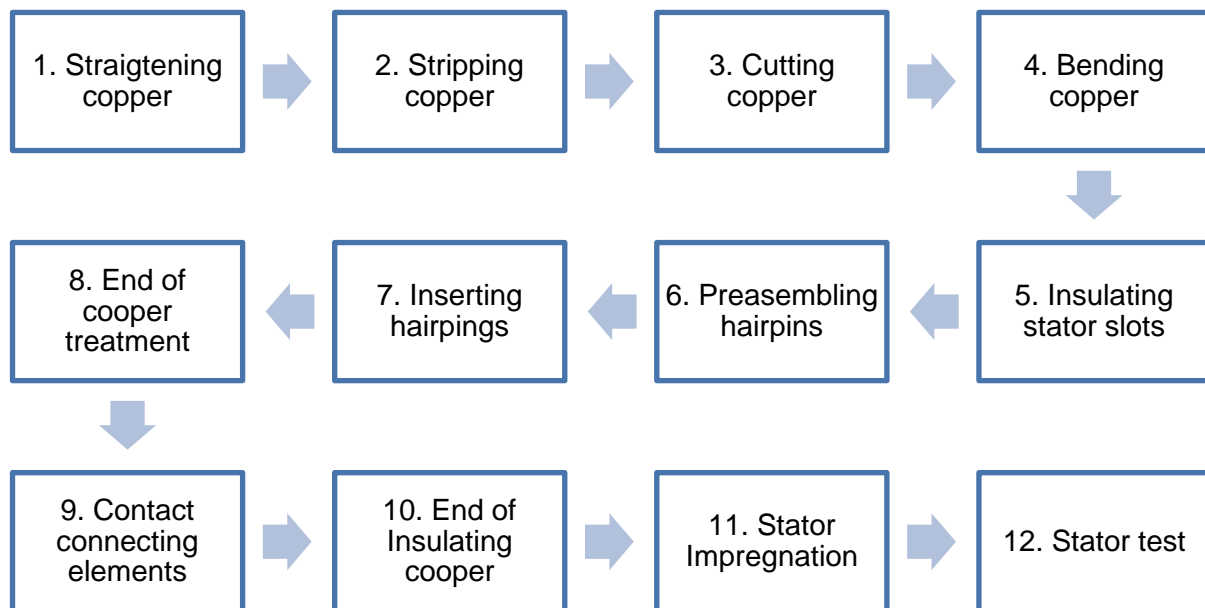 1. Straigtening
copper
2. Stripping
copper
3. Cutting
copper
4. Bending
copper
5. Insulating
stator slots
6. Preasembling
hairpins
7. Inserting
hairpings
8. End of
cooper
treatment
9. Contact
connecting
elements
10. End of
Insulating
cooper
11. Stator
Impregnation
12. Stator test